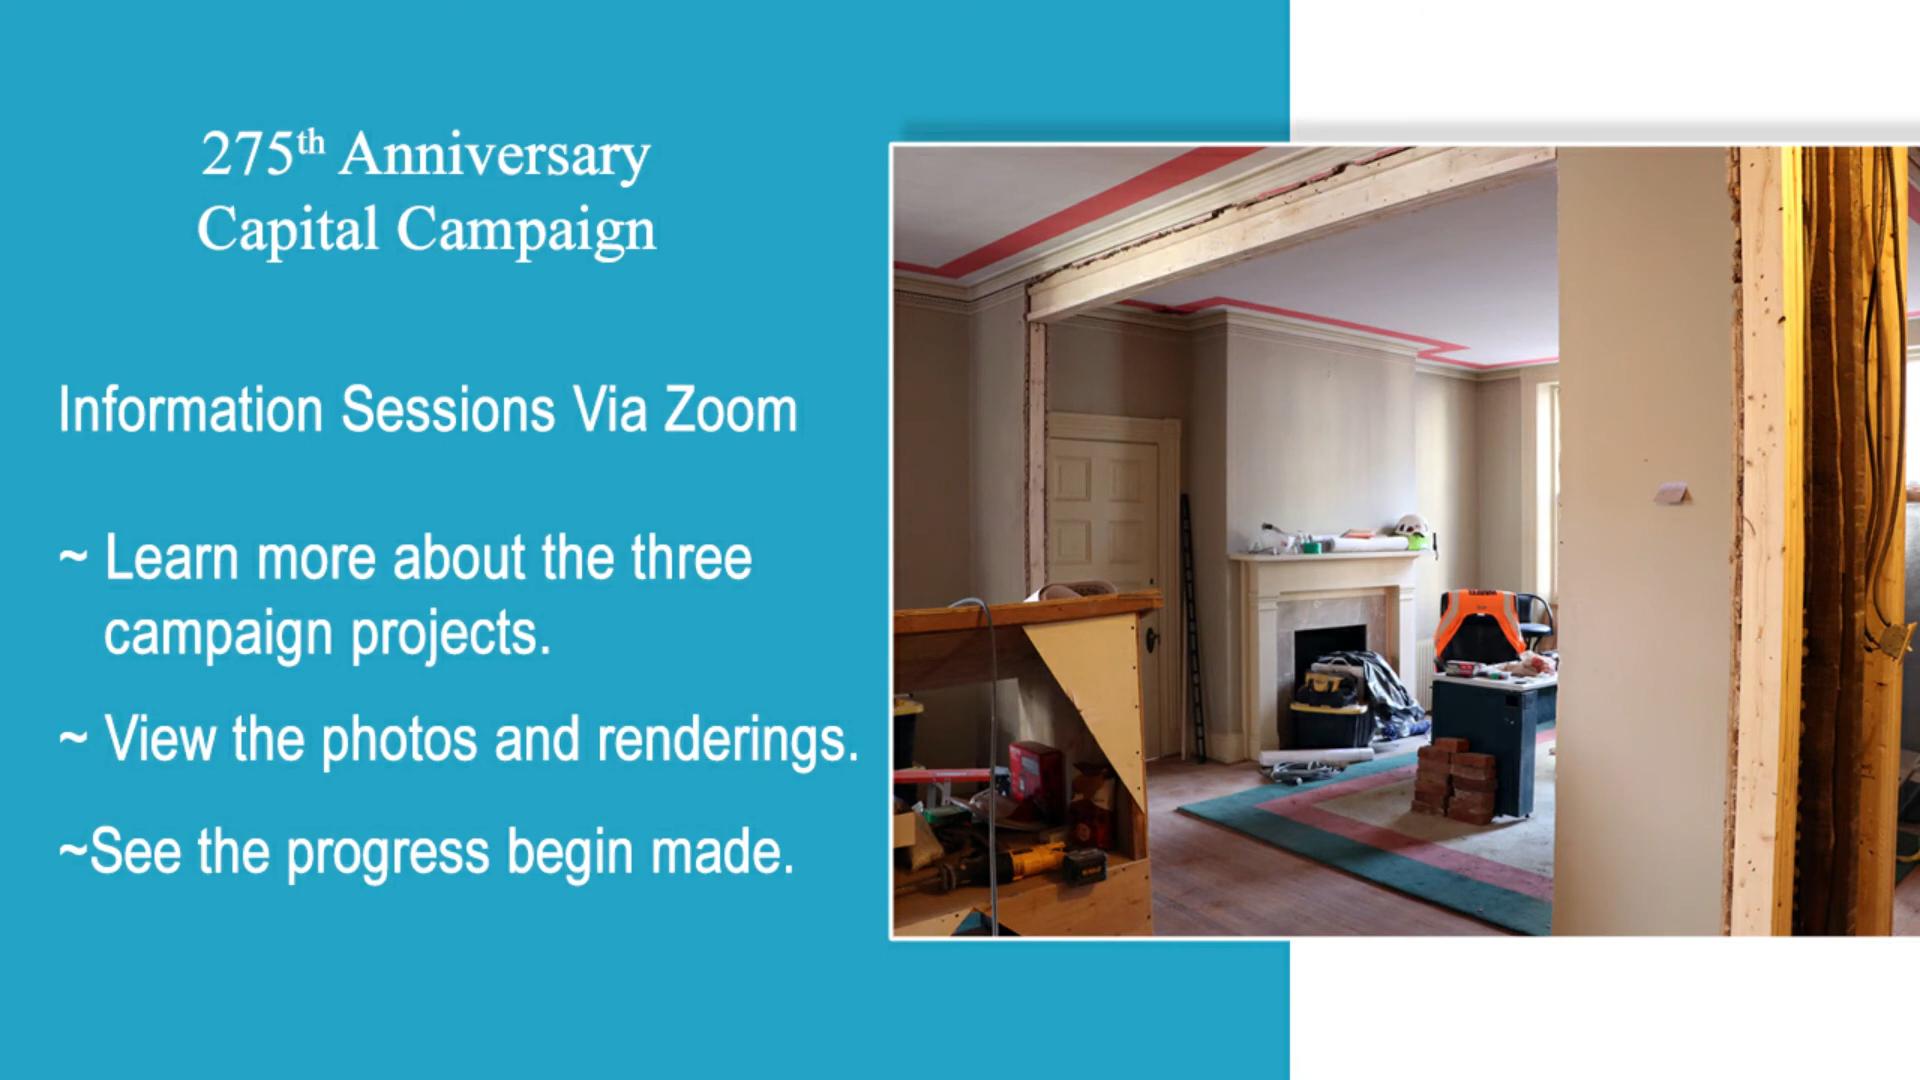 275th Anniversary
Capital Campaign
Information Sessions Via Zoom
~ Learn more about the three
campaign projects.
~ View the photos and renderings.
~See the progress begin made.